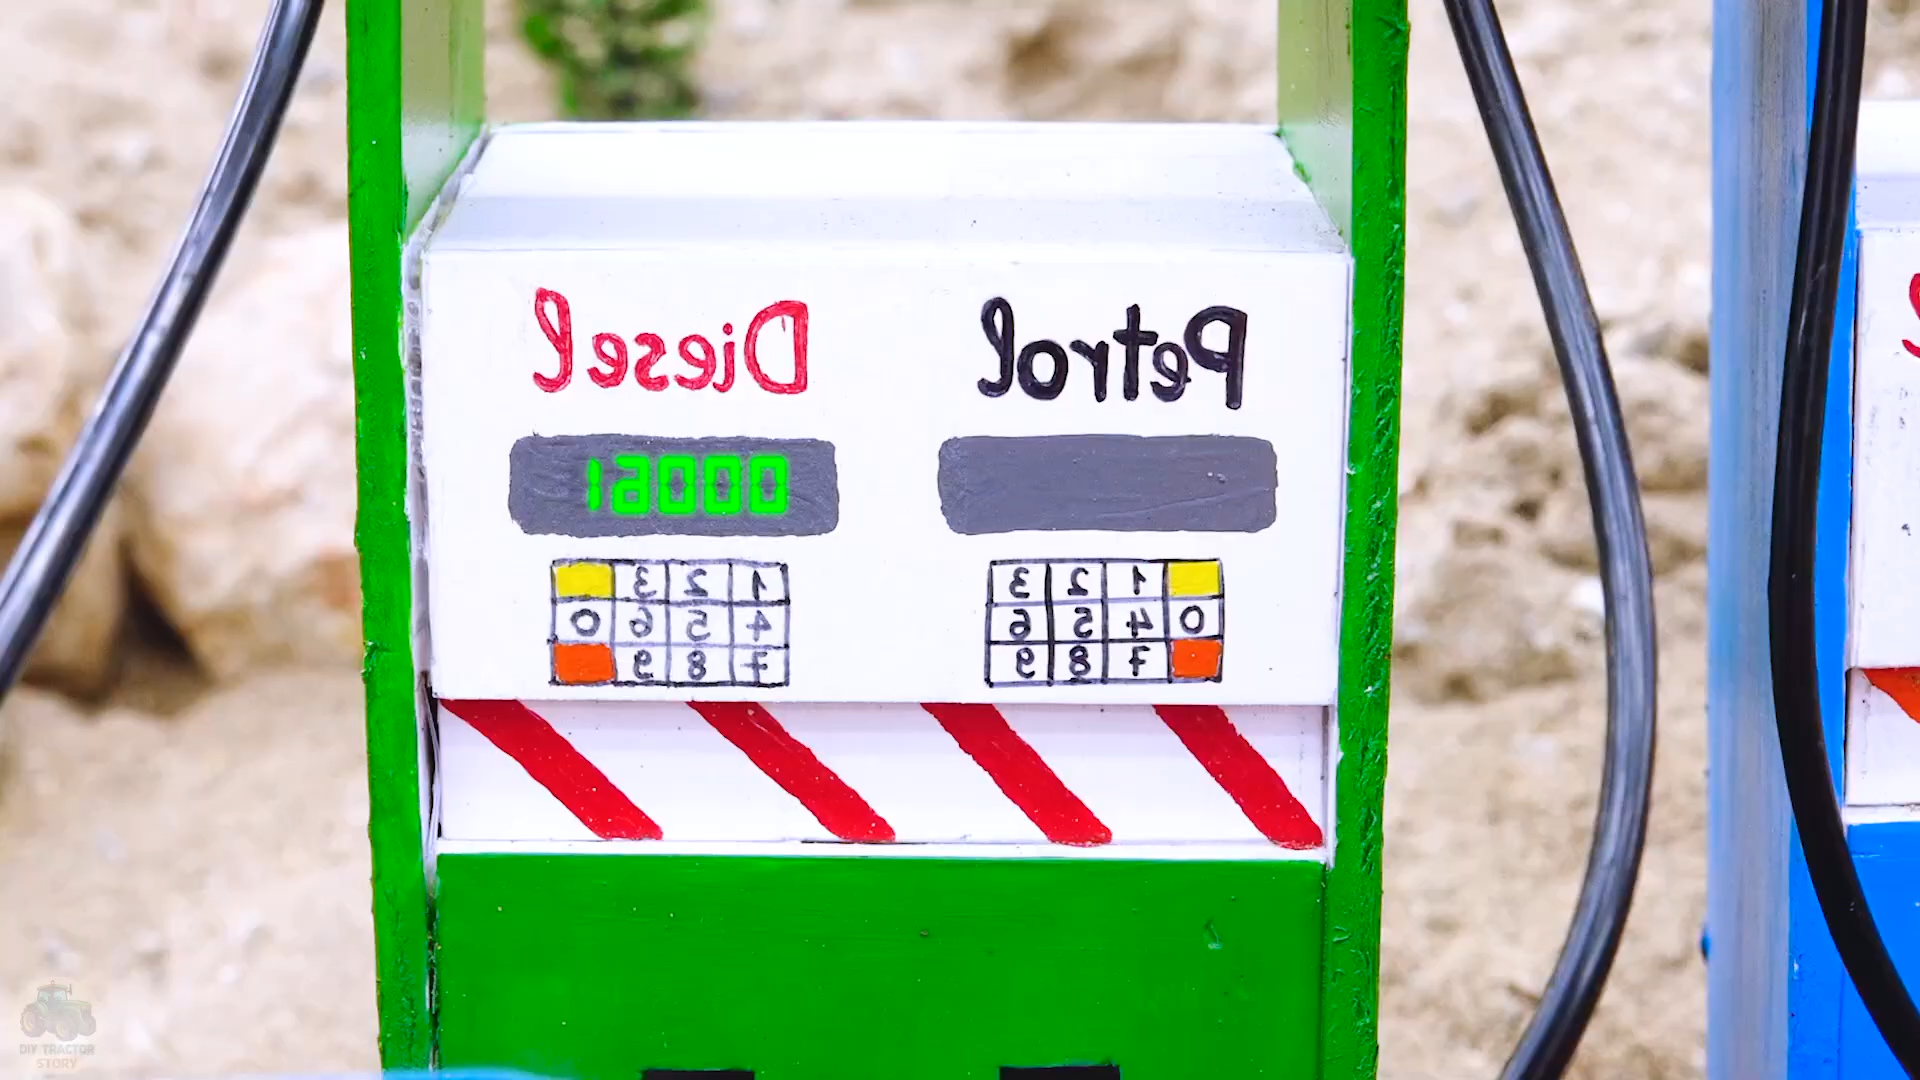 Petrol Diesel
00061
1 2 3 1 2 3
0 4 5 6 4 5 6 0
7 8 9 7 8 9
DIY TRACTOR
STORY